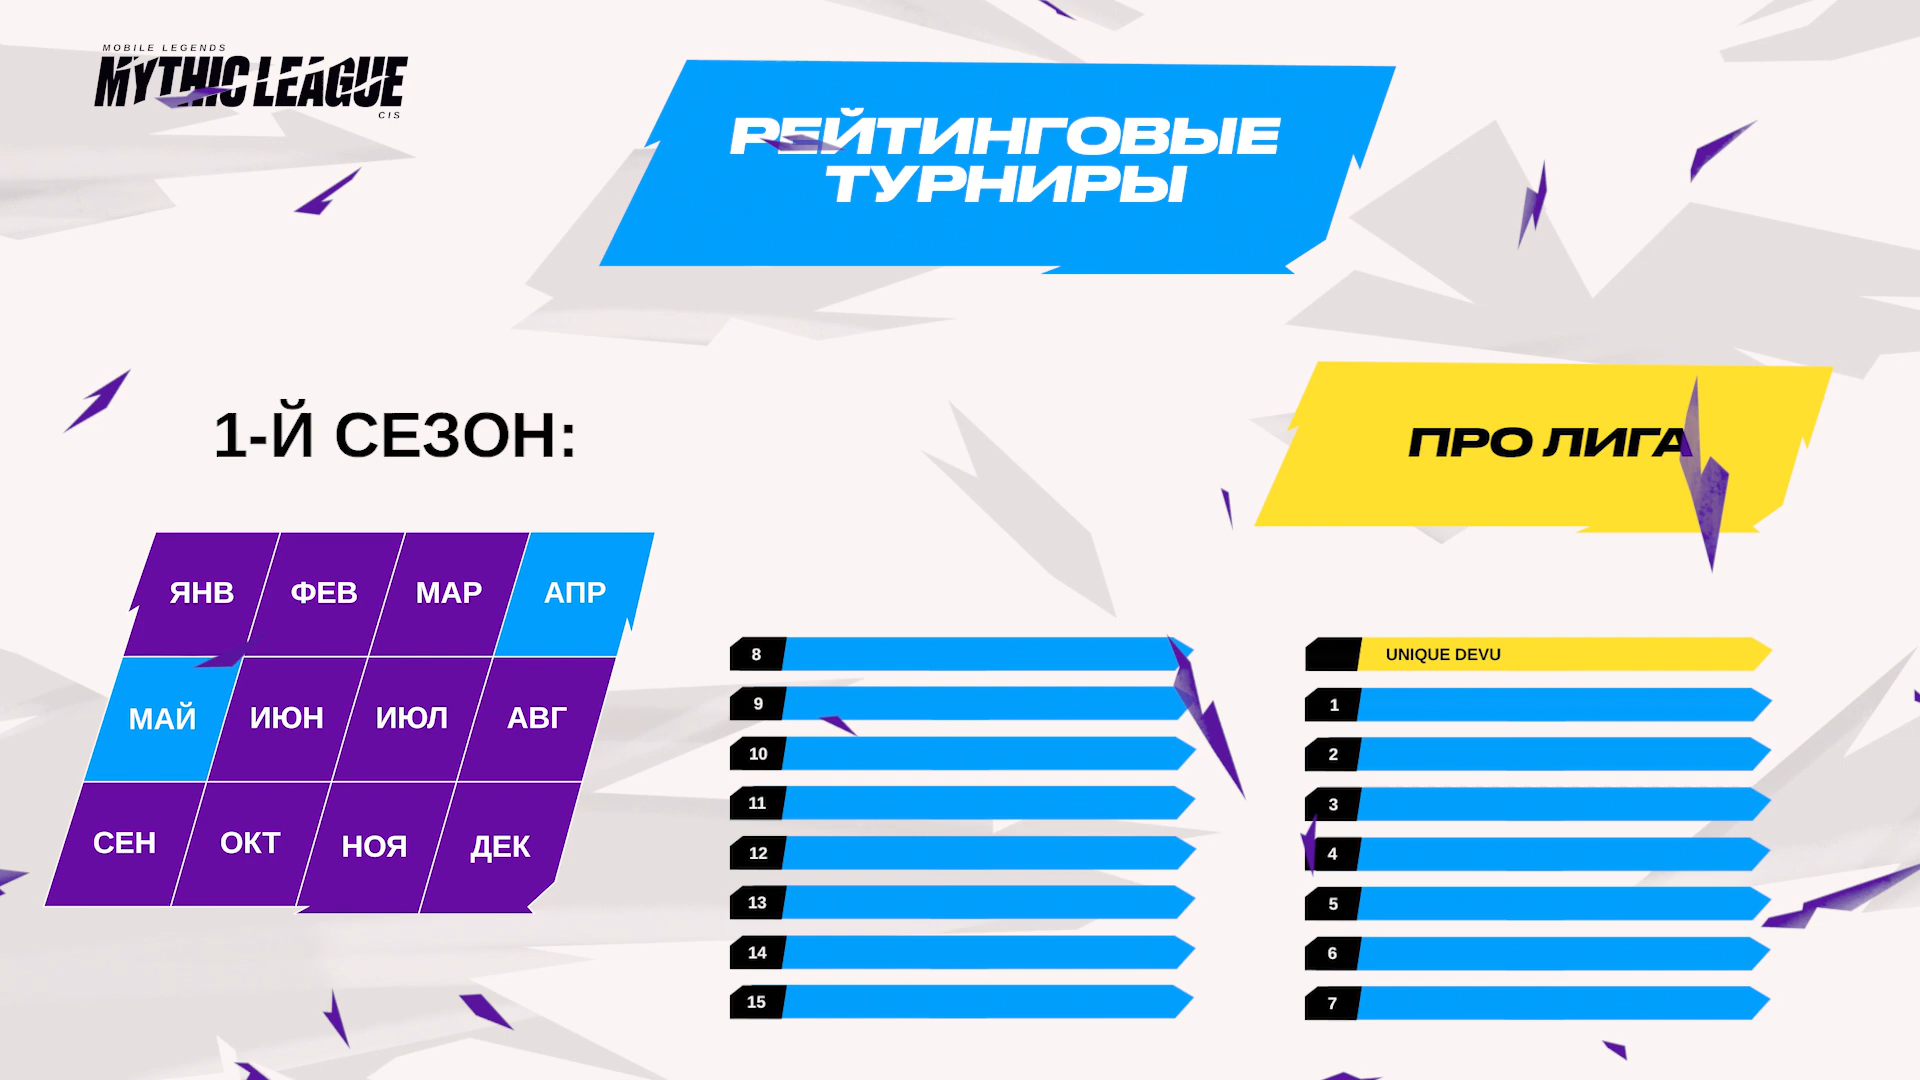 MOBILE LEGENDS
MYTHIC LEAGUE
CIS
РЕЙТИНГОВЫЕ
ТУРНИРЫ
1-Й СЕЗОН:
ПРО ЛИГА
ЯНВ ФЕВ МАР АПР
МАЙ ИЮН ИЮЛ АВГ
СЕН ОКТ НОЯ ДЕК
8
9
10
11
12
13
14
15
UNIQUE DEVU
1
2
3
4
5
6
7